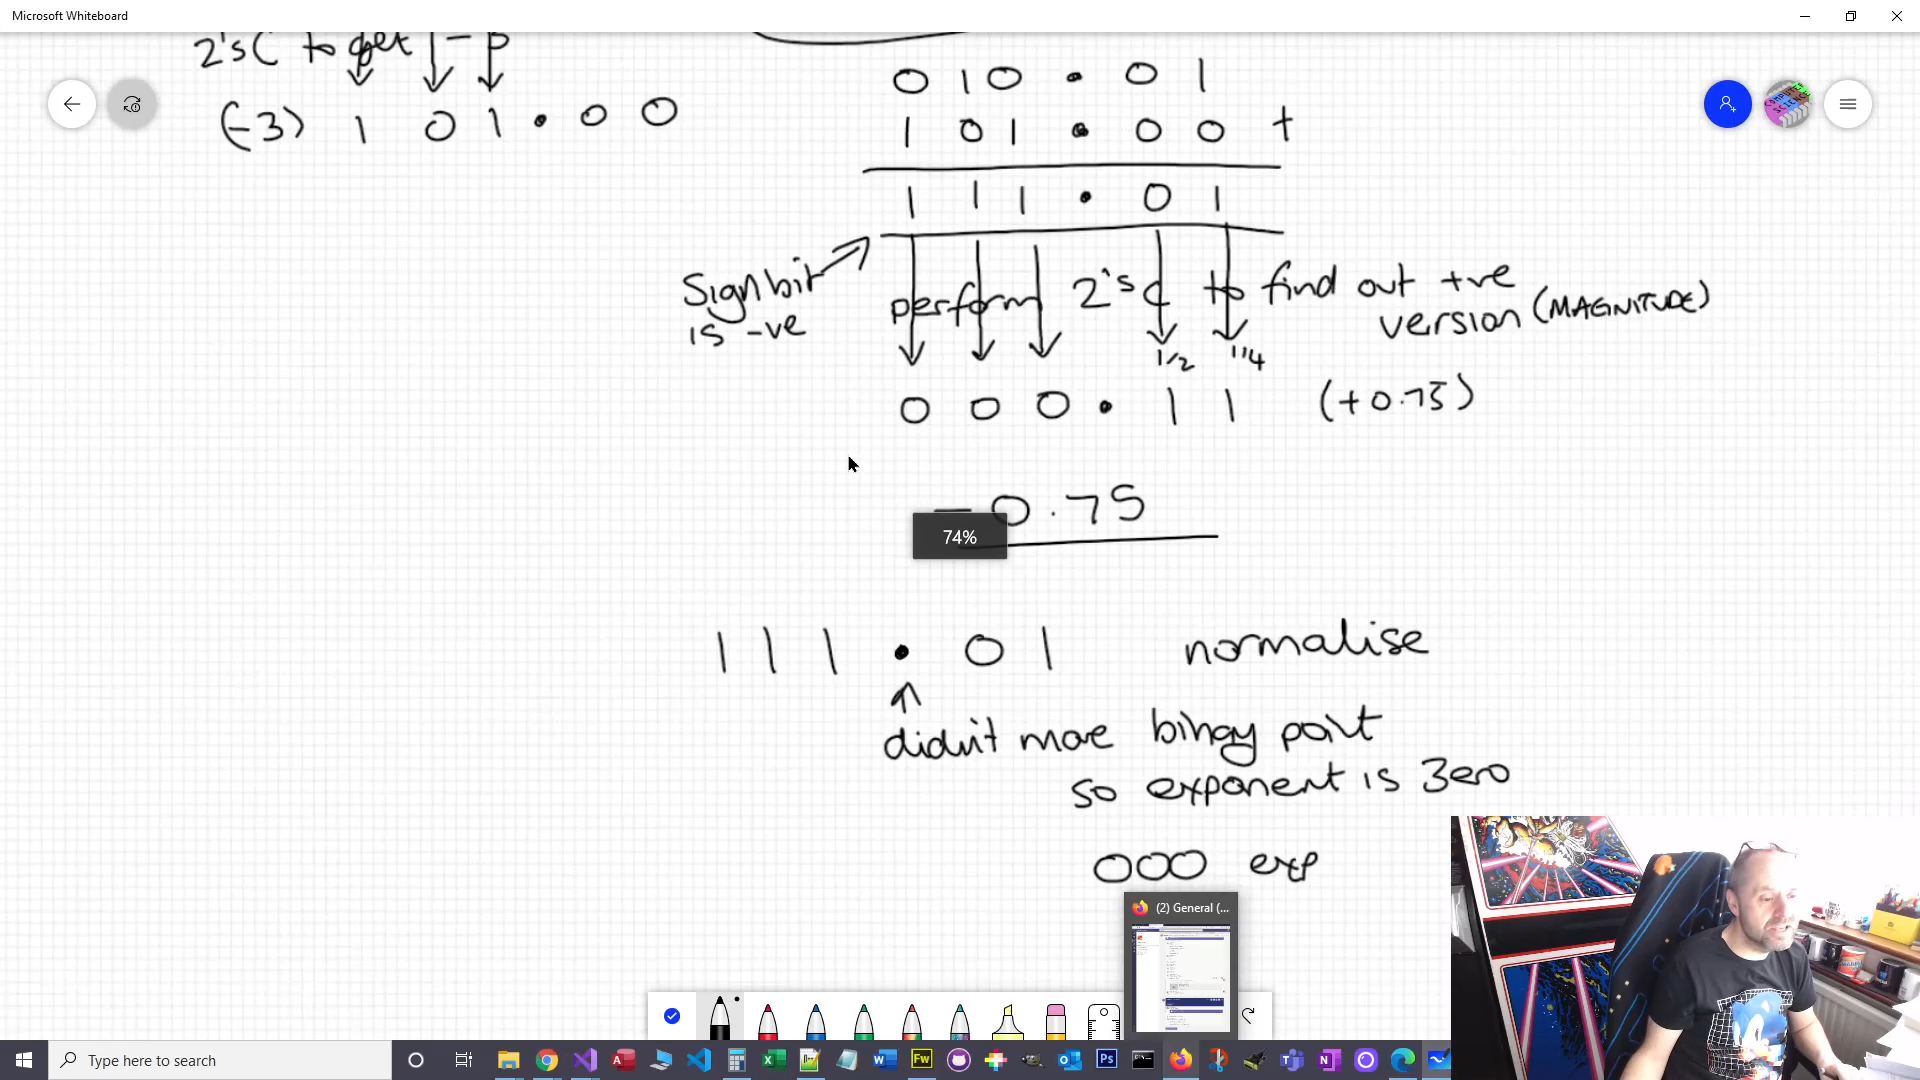 Microsoft Whiteboard
2'sC to get 1 - p
(-3) 1 0 1 . 0 0
0 1 0 . 0 1
1 0 1 . 0 0 +
1 1 1 . 0 1
Sign bit
is -ve
perform 2's C to find out +ve
version (MAGNITUDE)
1/2 1/4
0 0 0 . 1 1 (+0.75)
-0.75
74%
1 1 1 . 0 1 normalise
didn't move binary point
so exponent is Zero
000 exp
(2) General (...
Type here to search